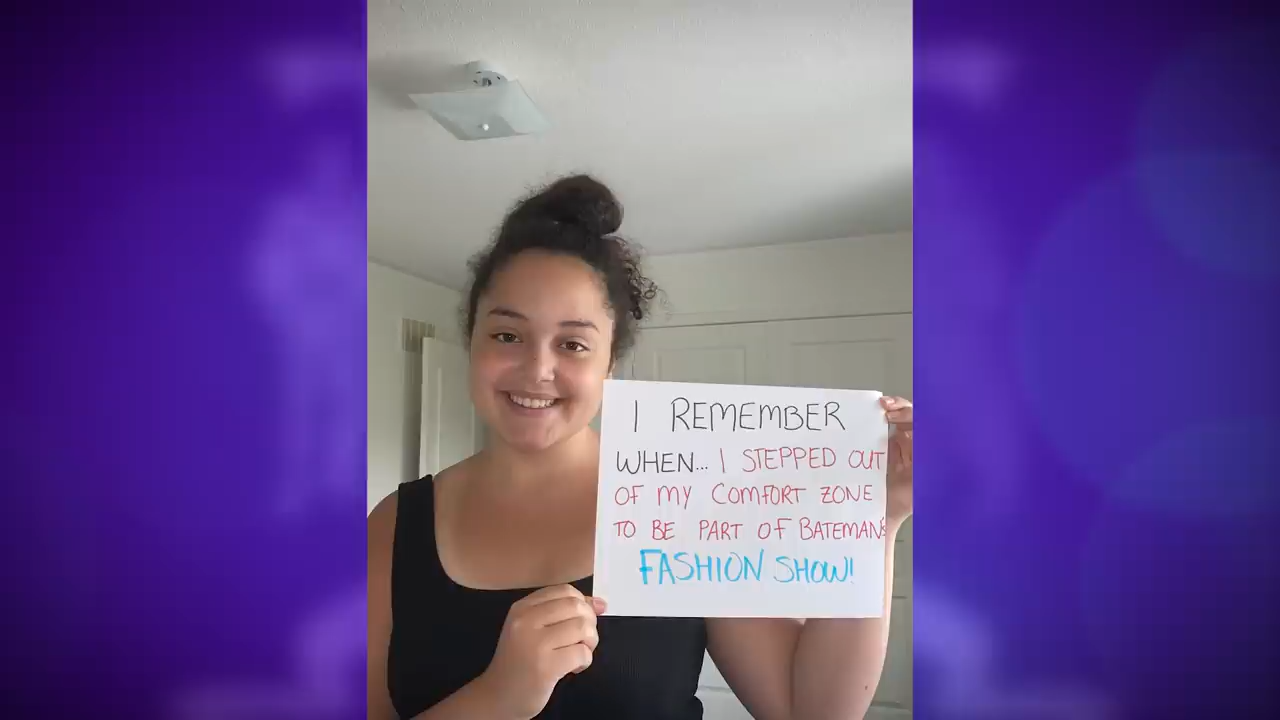 I REMEMBER
WHEN... I STEPPED OUT
OF MY COMFORT ZONE
TO BE PART OF BATEMAN'S
FASHION SHOW!